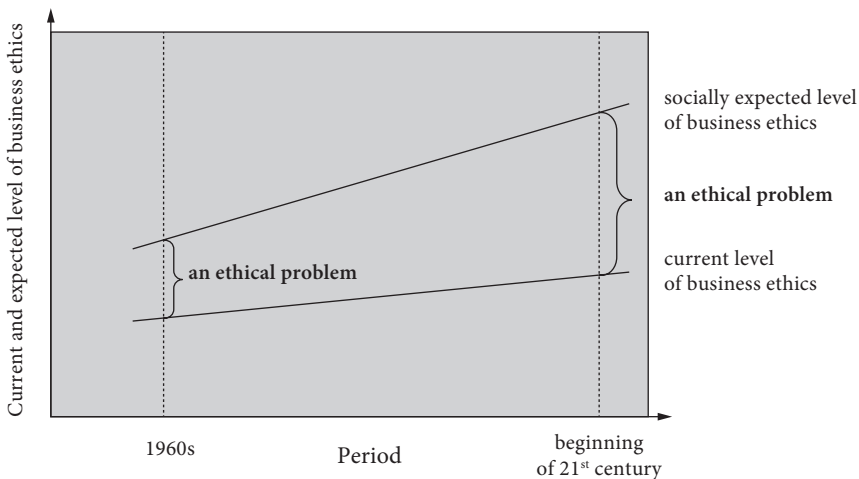 Current and expected level of business ethics
socially expected level
of business ethics
an ethical problem
an ethical problem
current level
of business ethics
1960s
Period
beginning
of 21st century